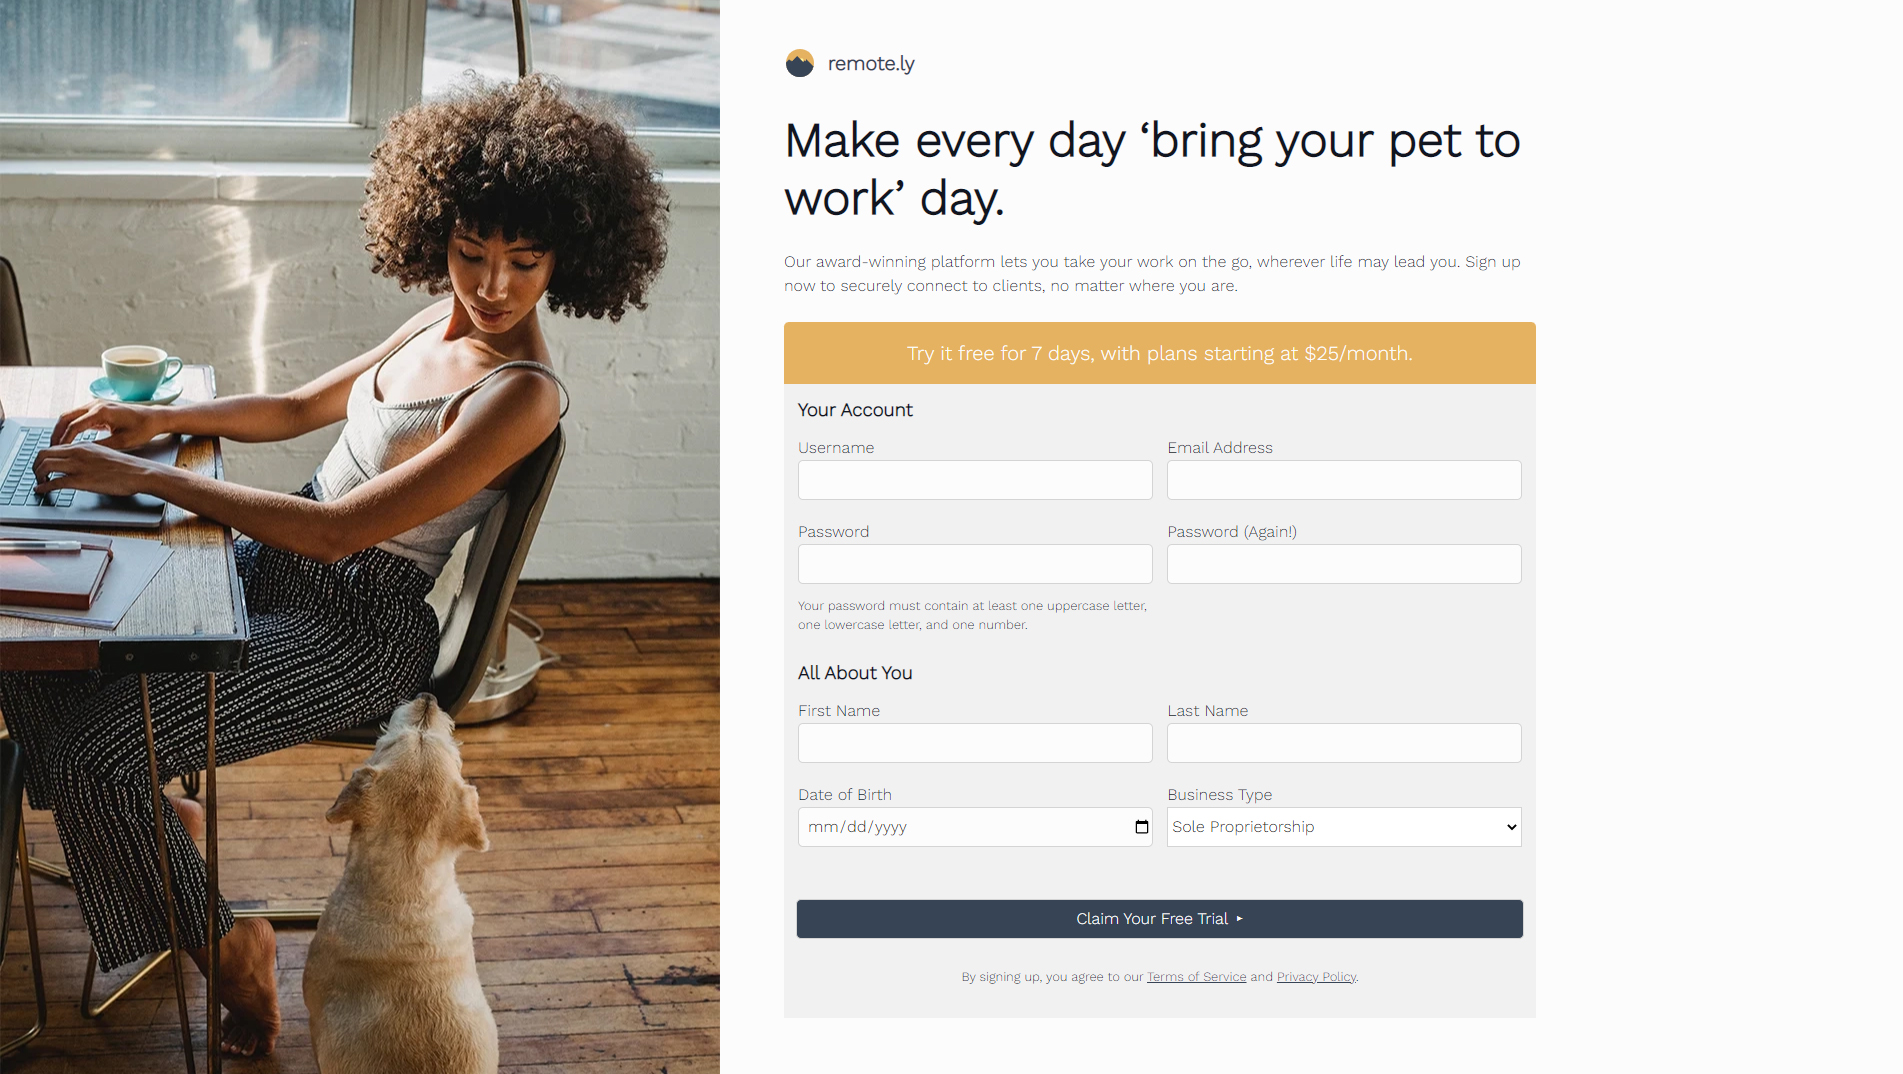 remote.ly
Make every day ‘bring your pet to
work’ day.
Our award-winning platform lets you take your work on the go, wherever life may lead you. Sign up
now to securely connect to clients, no matter where you are.
Try it free for 7 days, with plans starting at $25/month.
Your Account
Username
Email Address
Password
Password (Again!)
Your password must contain at least one uppercase letter,
one lowercase letter, and one number.
All About You
First Name
Last Name
Date of Birth
Business Type
mm/dd/yyyy
Sole Proprietorship
Claim Your Free Trial ▸
By signing up, you agree to our Terms of Service and Privacy Policy.